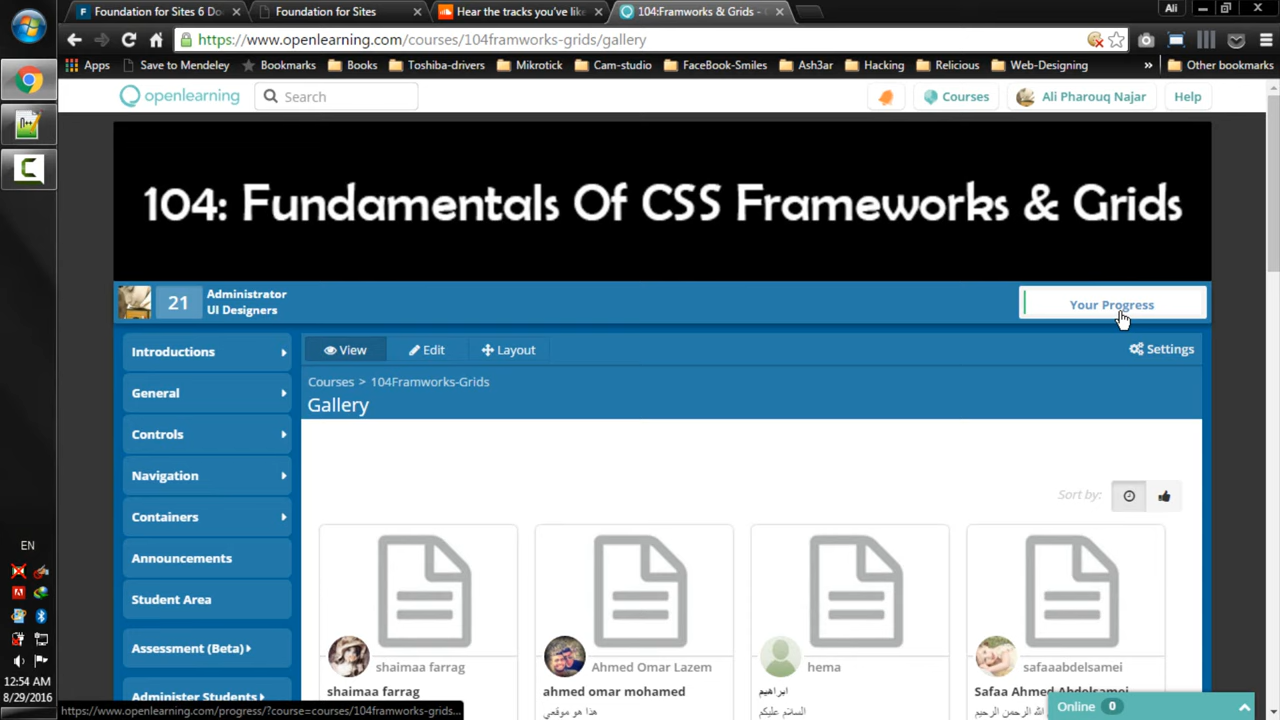 Foundation for Sites 6 Do
Foundation for Sites
Hear the tracks you've lik
104:Framworks & Grids -
Ali
https://www.openlearning.com/courses/104framworks-grids/gallery
Apps
Save to Mendeley
Bookmarks
Books
Toshiba-drivers
Mikrotick
Cam-studio
FaceBook-Smiles
Ash3ar
Hacking
Relicious
Web-Designing
»
Other bookmarks
openlearning
Search
Courses
Ali Pharouq Najar
Help
104: Fundamentals Of CSS Frameworks & Grids
21
Administrator
UI Designers
Your Progress
Introductions
View
Edit
Layout
Settings
General
Courses > 104Framworks-Grids
Gallery
Controls
Navigation
Sort by:
Containers
Announcements
Student Area
Assessment (Beta)
Administer Students
shaimaa farrag
Ahmed Omar Lazem
hema
safaaabdelsamei
shaimaa farrag
ahmed omar mohamed
ابراهيم
Safaa Ahmed Abdelsamei
هذا هو موقعي
السلام عليكم
الله الرحمن الرحيم
Online 0
EN
12:54 AM
8/29/2016
https://www.openlearning.com/progress/?course=courses/104framworks-grids...